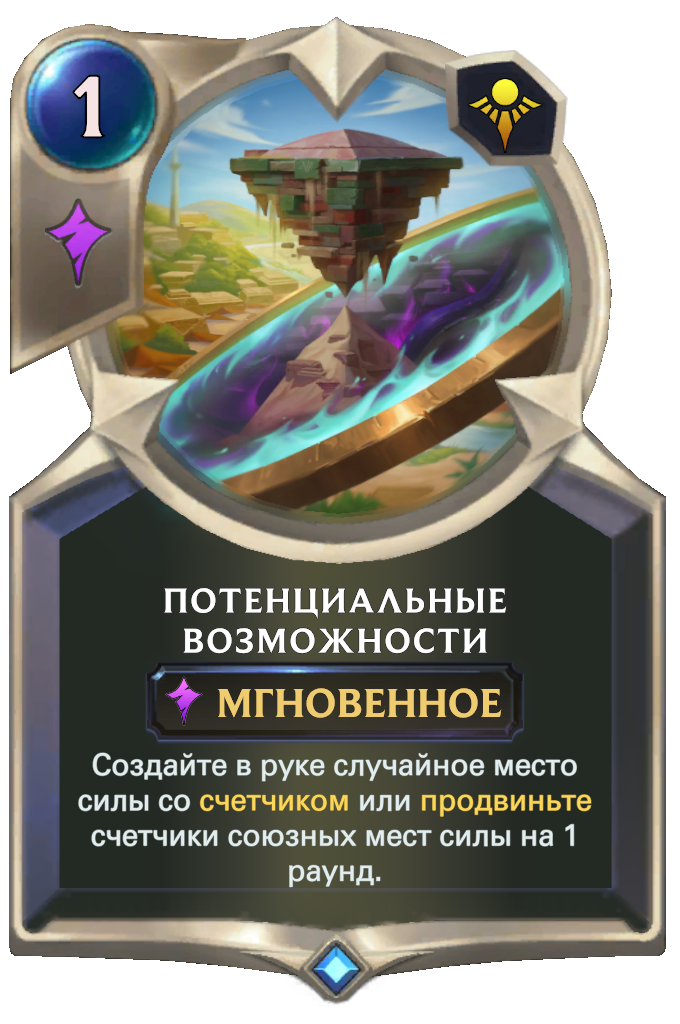 1
ПОТЕНЦИАЛЬНЫЕ
ВОЗМОЖНОСТИ
МГНОВЕННОЕ
Создайте в руке случайное место
силы со счетчиком или продвиньте
счетчики союзных мест силы на 1
раунд.